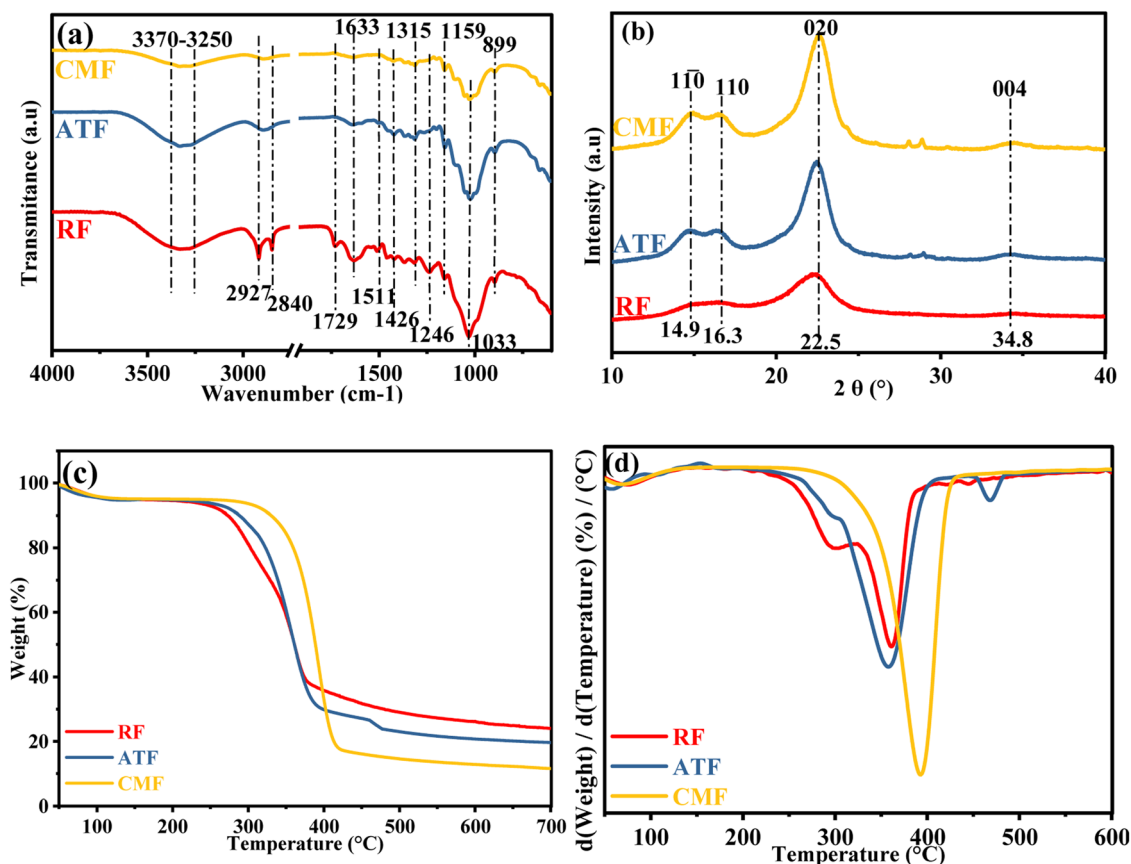 (a)
3370-3250
1633
1315
1159
899
CMF
ATF
RF
2927
2840
1729
1511
1426
1246
1033
Transmitance (a.u)
4000
3000
1500
1000
Wavenumber (cm-1)
(b)
020
11̅0
110
004
CMF
ATF
RF
14.9
16.3
22.5
34.8
Intensity (a.u)
10
20
30
40
2 θ (°)
(c)
100
80
60
40
20
0
Weight (%)
RF
ATF
CMF
100
200
300
400
500
600
700
Temperature (°C)
(d)
d(Weight) / d(Temperature) (%) / (°C)
RF
ATF
CMF
100
200
300
400
500
600
Temperature (°C)